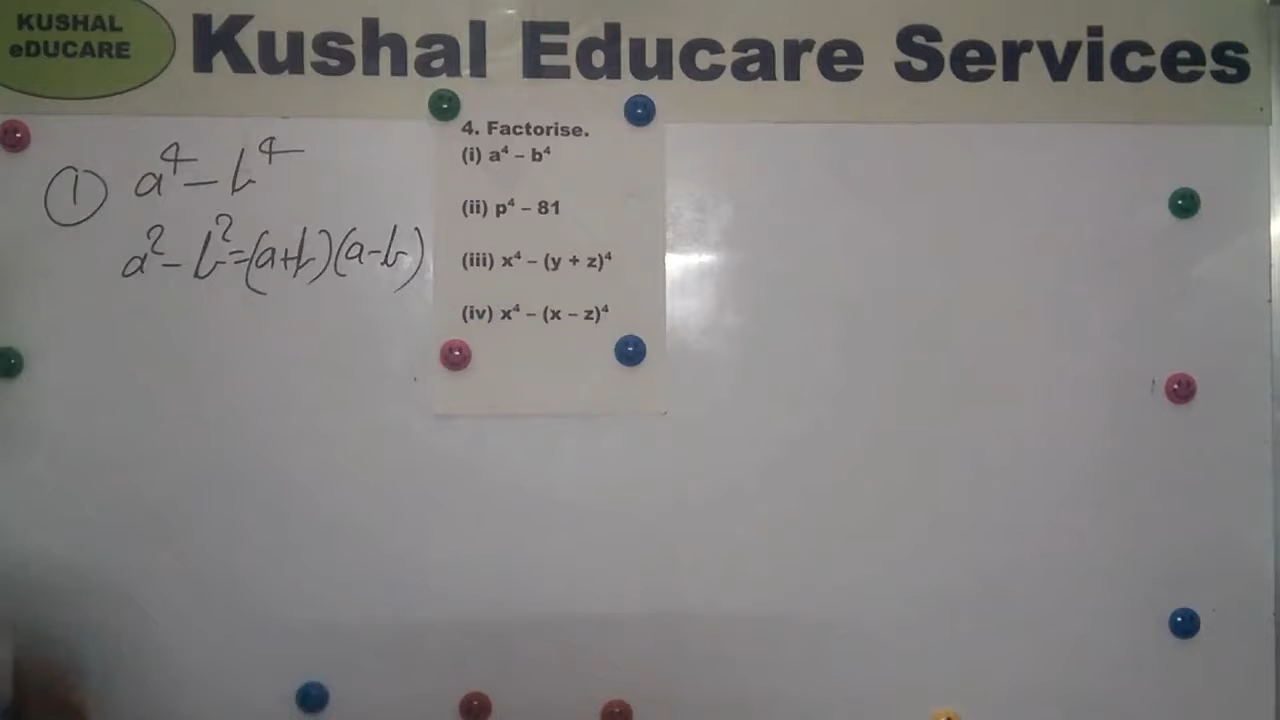 KUSHAL
eDUCARE
Kushal Educare Services
① a⁴ – b⁴
a² – b² = (a+b)(a-b)
4. Factorise.
(i) a⁴ – b⁴
(ii) p⁴ – 81
(iii) x⁴ – (y + z)⁴
(iv) x⁴ – (x – z)⁴